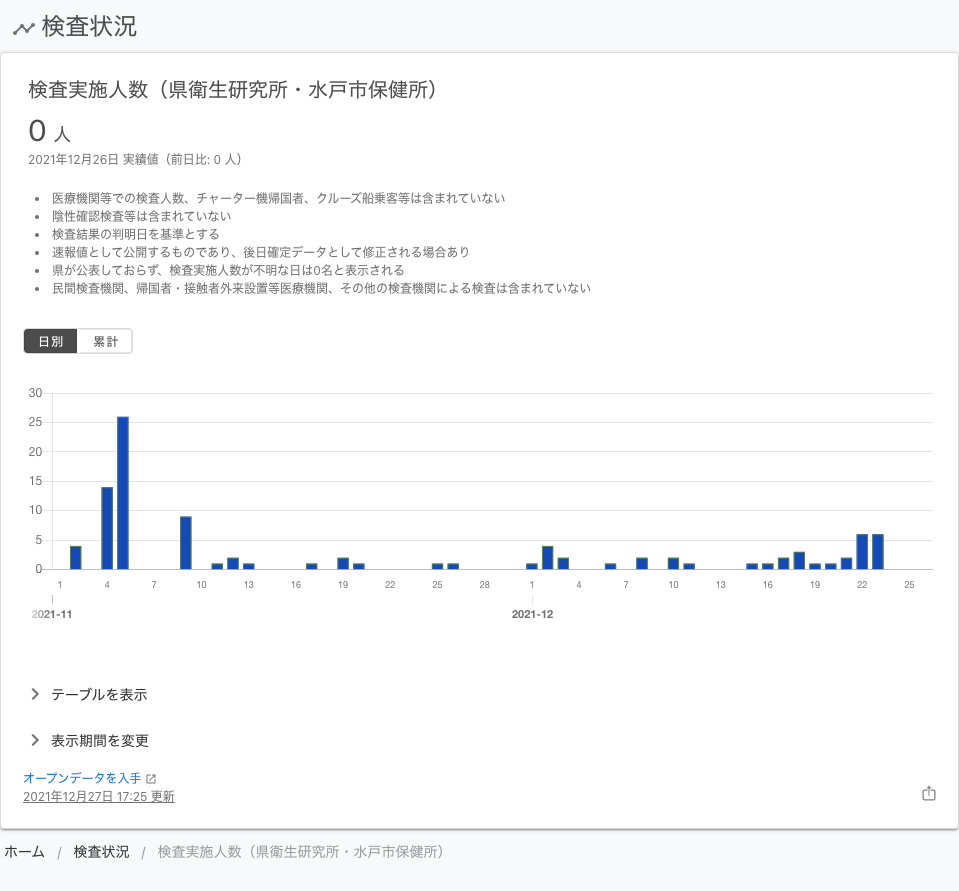 検査状況
検査実施人数（県衛生研究所・水戸市保健所）
0 人
2021年12月26日 実績値（前日比: 0 人）
医療機関等での検査人数、チャーター機帰国者、クルーズ船乗客等は含まれていない
陰性確認検査等は含まれていない
検査結果の判明日を基準とする
速報値として公開するものであり、後日確定データとして修正される場合あり
県が公表しておらず、検査実施人数が不明な日は0名と表示される
民間検査機関、帰国者・接触者外来設置等医療機関、その他の検査機関による検査は含まれていない
日別 累計
30
25
20
15
10
5
0
1 4 7 10 13 16 19 22 25 28 1 4 7 10 13 16 19 22 25
2021-11 2021-12
テーブルを表示
表示期間を変更
オープンデータを入手
2021年12月27日 17:25 更新
ホーム / 検査状況 / 検査実施人数（県衛生研究所・水戸市保健所）